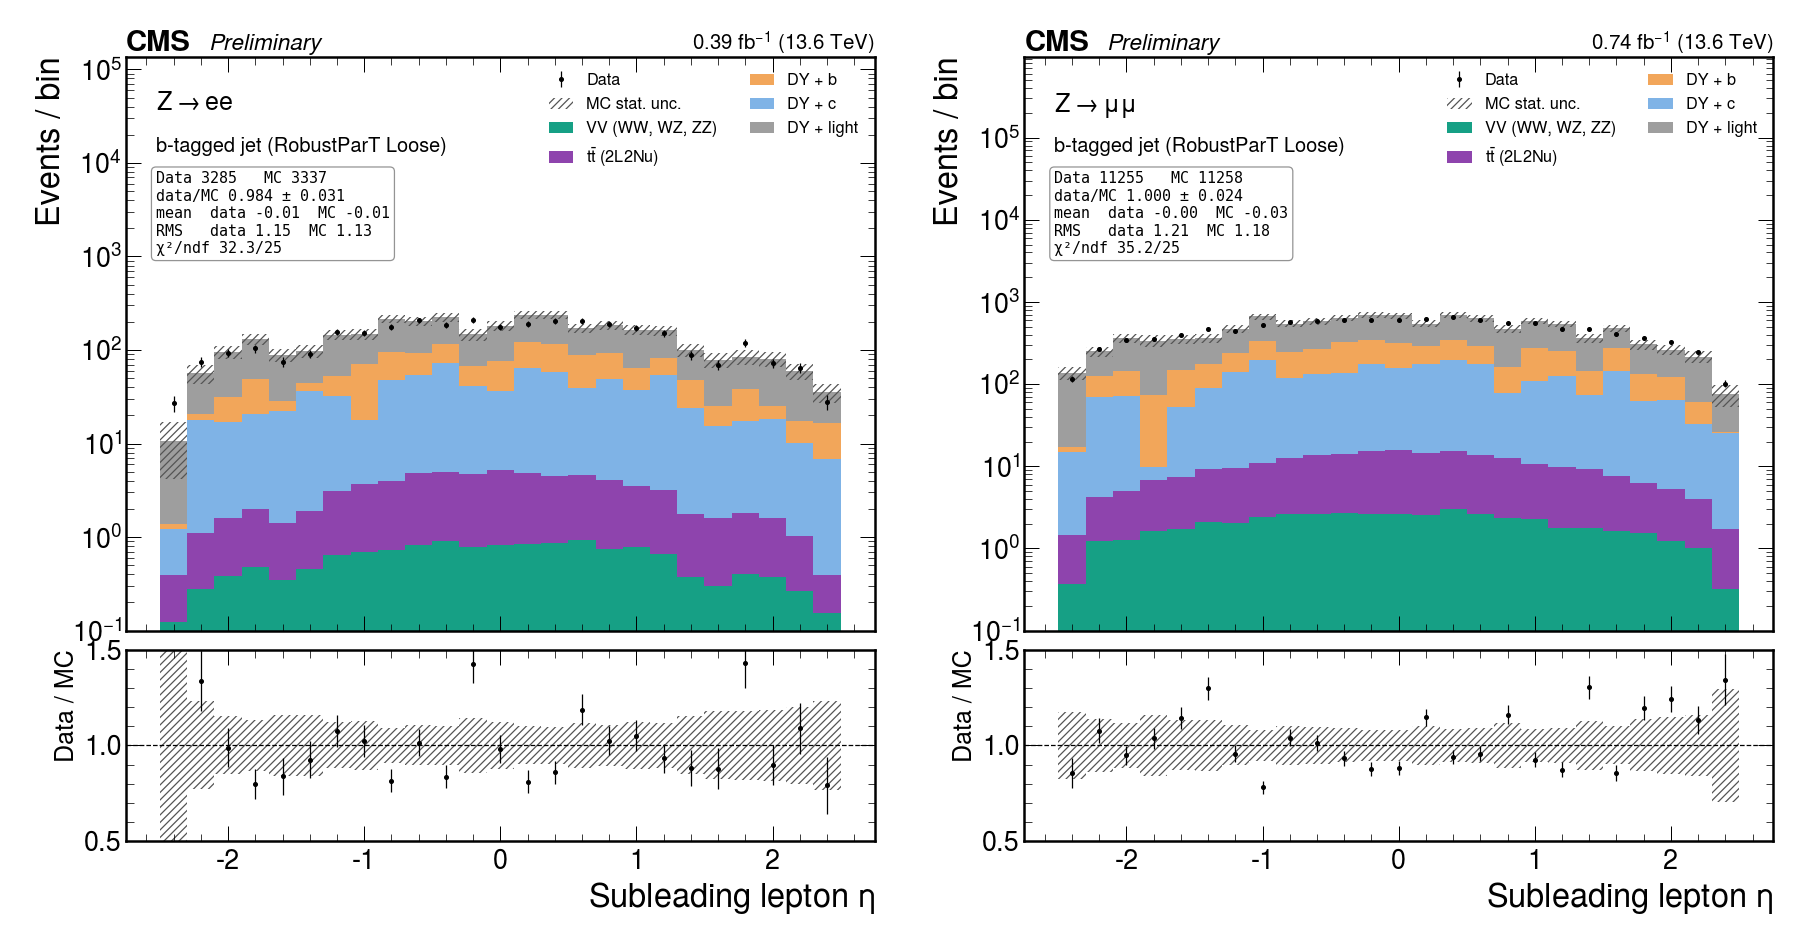 CMS Preliminary 0.39 fb⁻¹ (13.6 TeV)
Events / bin
10⁵
10⁴
10³
10²
10¹
10⁰
10⁻¹
Z → ee
b-tagged jet (RobustParT Loose)
Data 3285 MC 3337
data/MC 0.984 ± 0.031
mean data -0.01 MC -0.01
RMS data 1.15 MC 1.13
χ²/ndf 32.3/25
Data
MC stat. unc.
VV (WW, WZ, ZZ)
tt̄ (2L2Nu)
DY + b
DY + c
DY + light
Data / MC
1.5
1.0
0.5
-2 -1 0 1 2
Subleading lepton η
CMS Preliminary 0.74 fb⁻¹ (13.6 TeV)
Events / bin
10⁵
10⁴
10³
10²
10¹
10⁰
10⁻¹
Z → μμ
b-tagged jet (RobustParT Loose)
Data 11255 MC 11258
data/MC 1.000 ± 0.024
mean data -0.00 MC -0.03
RMS data 1.21 MC 1.18
χ²/ndf 35.2/25
Data
MC stat. unc.
VV (WW, WZ, ZZ)
tt̄ (2L2Nu)
DY + b
DY + c
DY + light
Data / MC
1.5
1.0
0.5
-2 -1 0 1 2
Subleading lepton η